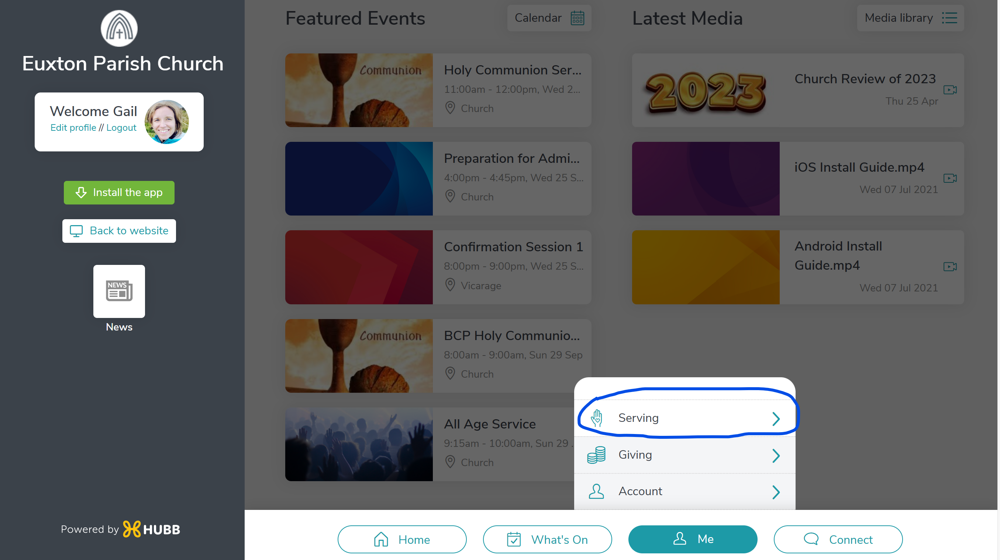 Euxton Parish Church
Welcome Gail
Edit profile // Logout
Install the app
Back to website
NEWS
News
Powered by HUBB
Featured Events
Calendar
Communion
Holy Communion Ser...
11:00am - 12:00pm, Wed 2...
Church
Preparation for Admi...
4:00pm - 4:45pm, Wed 25 S...
Church
Confirmation Session 1
8:00pm - 9:00pm, Wed 25 S...
Vicarage
Communion
BCP Holy Communio...
8:00am - 9:00am, Sun 29 Sep
Church
All Age Service
9:15am - 10:00am, Sun 29 .
Church
Latest Media
Media library
2023
Church Review of 2023
Thu 25 Apr
iOS Install Guide.mp4
Wed 07 Jul 2021
Android Install
Guide.mp4
Wed 07 Jul 2021
Serving
Giving
Account
Home
What's On
Me
Connect